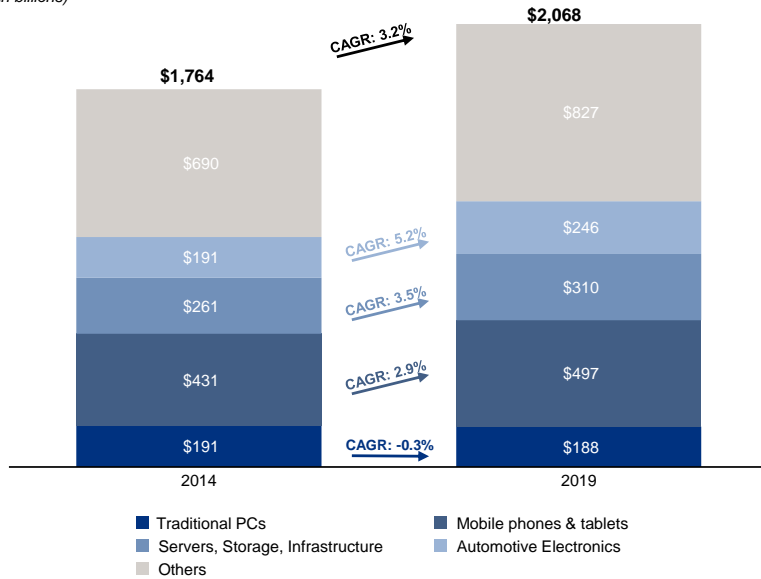 billions)
$2,068
CAGR: 3.2%
$1,764
$827
$690
CAGR: 5.2%
$246
$191
CAGR: 3.5%
$310
$261
CAGR: 2.9%
$497
$431
CAGR: -0.3%
$191
$188
2014
2019
Traditional PCs
Mobile phones & tablets
Servers, Storage, Infrastructure
Automotive Electronics
Others